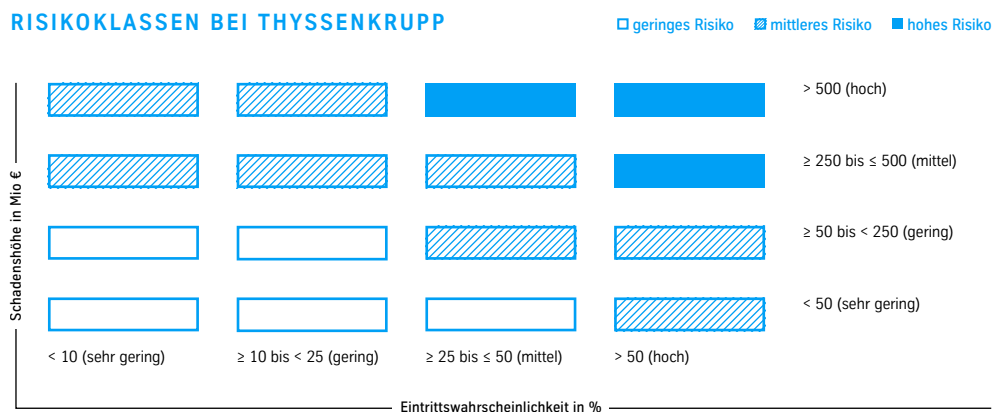 RISIKOKLASSEN BEI THYSSENKRUPP
geringes Risiko mittleres Risiko hohes Risiko
> 500 (hoch)
≥ 250 bis ≤ 500 (mittel)
≥ 50 bis < 250 (gering)
< 50 (sehr gering)
Schadenshöhe in Mio €
< 10 (sehr gering) ≥ 10 bis < 25 (gering) ≥ 25 bis ≤ 50 (mittel) > 50 (hoch)
Eintrittswahrscheinlichkeit in %